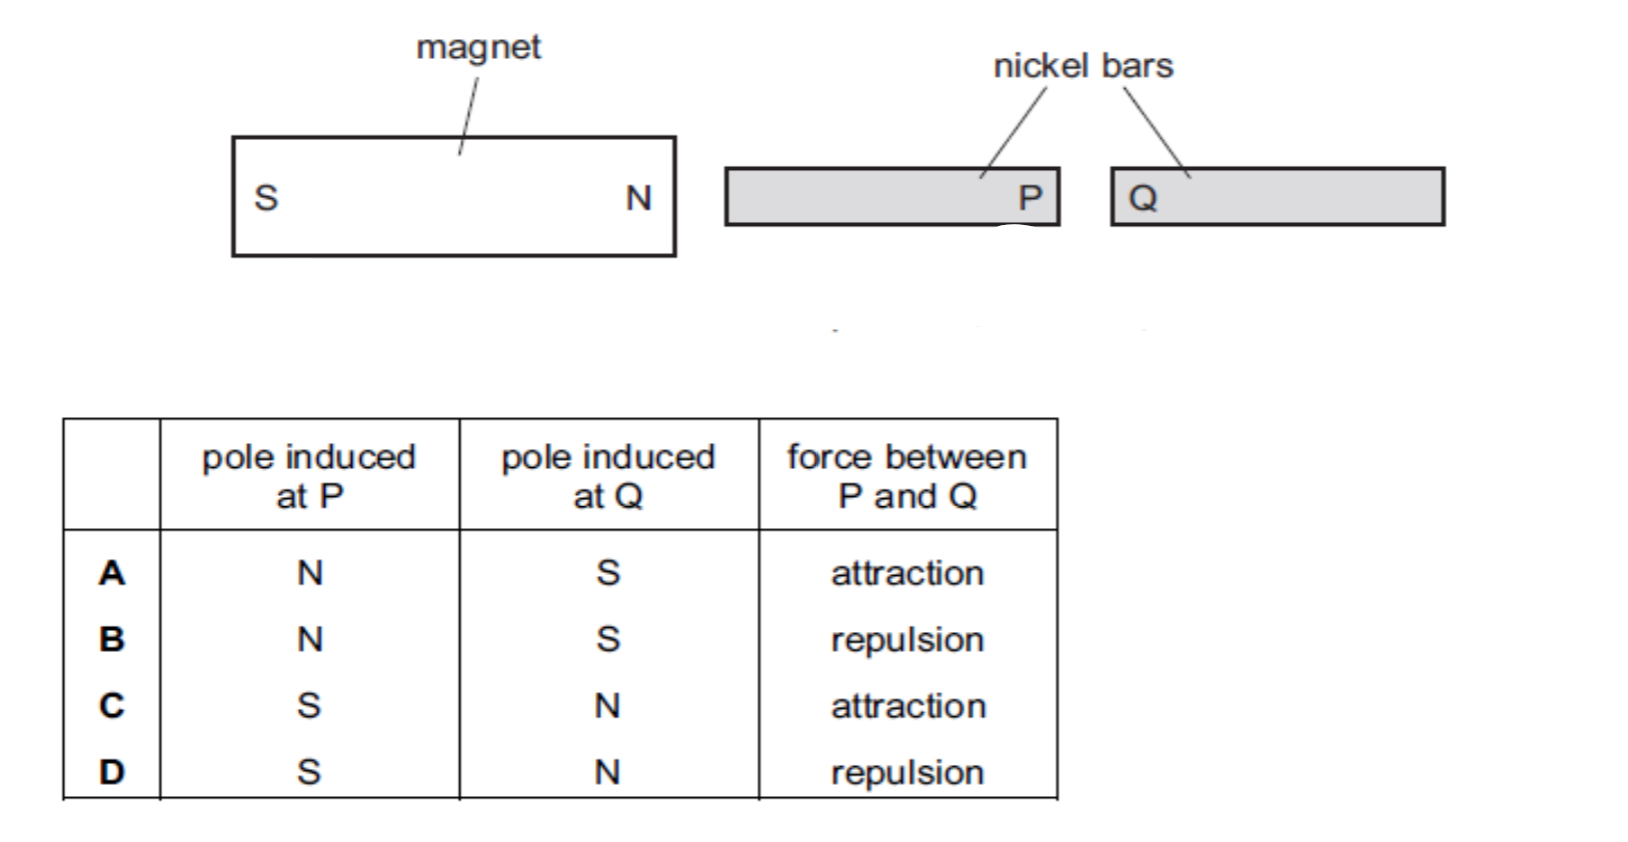 magnet
nickel bars
S N P Q
pole induced at P pole induced at Q force between P and Q
A N S attraction
B N S repulsion
C S N attraction
D S N repulsion